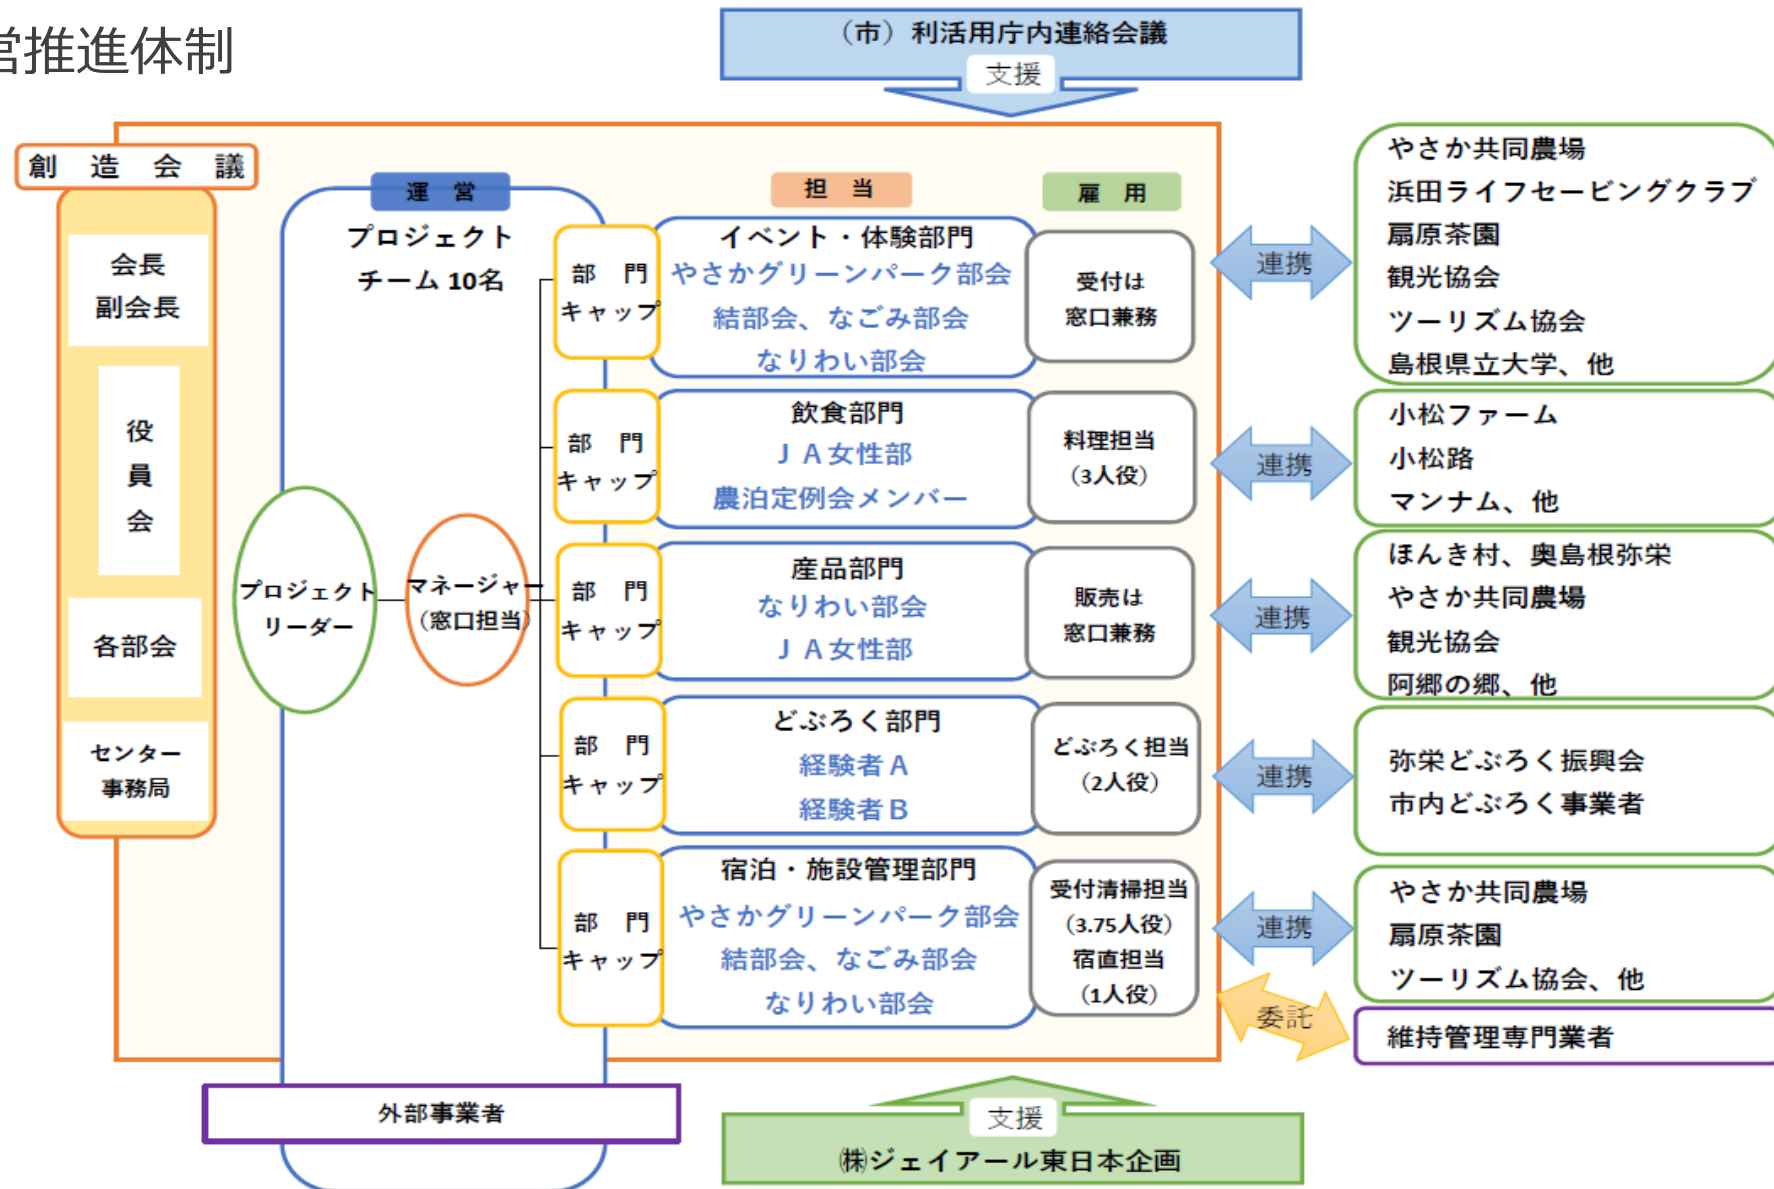 営推進体制
（市）利活用庁内連絡会議
支援
創　造　会　議
会長
副会長
役
員
会
各部会
センター
事務局
運　営
プロジェクト
チーム 10名
プロジェクト
リーダー
マネージャー
（窓口担当）
担　当
雇　用
部　門
キャップ
イベント・体験部門
やさかグリーンパーク部会
結部会、なごみ部会
なりわい部会
受付は
窓口兼務
連携
やさか共同農場
浜田ライフセービングクラブ
扇原茶園
観光協会
ツーリズム協会
島根県立大学、他
部　門
キャップ
飲食部門
ＪＡ女性部
農泊定例会メンバー
料理担当
（3人役）
連携
小松ファーム
小松路
マンナム、他
部　門
キャップ
産品部門
なりわい部会
ＪＡ女性部
販売は
窓口兼務
連携
ほんき村、奥島根弥栄
やさか共同農場
観光協会
阿郷の郷、他
部　門
キャップ
どぶろく部門
経験者Ａ
経験者Ｂ
どぶろく担当
（2人役）
連携
弥栄どぶろく振興会
市内どぶろく事業者
部　門
キャップ
宿泊・施設管理部門
やさかグリーンパーク部会
結部会、なごみ部会
なりわい部会
受付清掃担当
（3.75人役）
宿直担当
（1人役）
連携
やさか共同農場
扇原茶園
ツーリズム協会、他
委託
維持管理専門業者
外部事業者
支援
㈱ジェイアール東日本企画